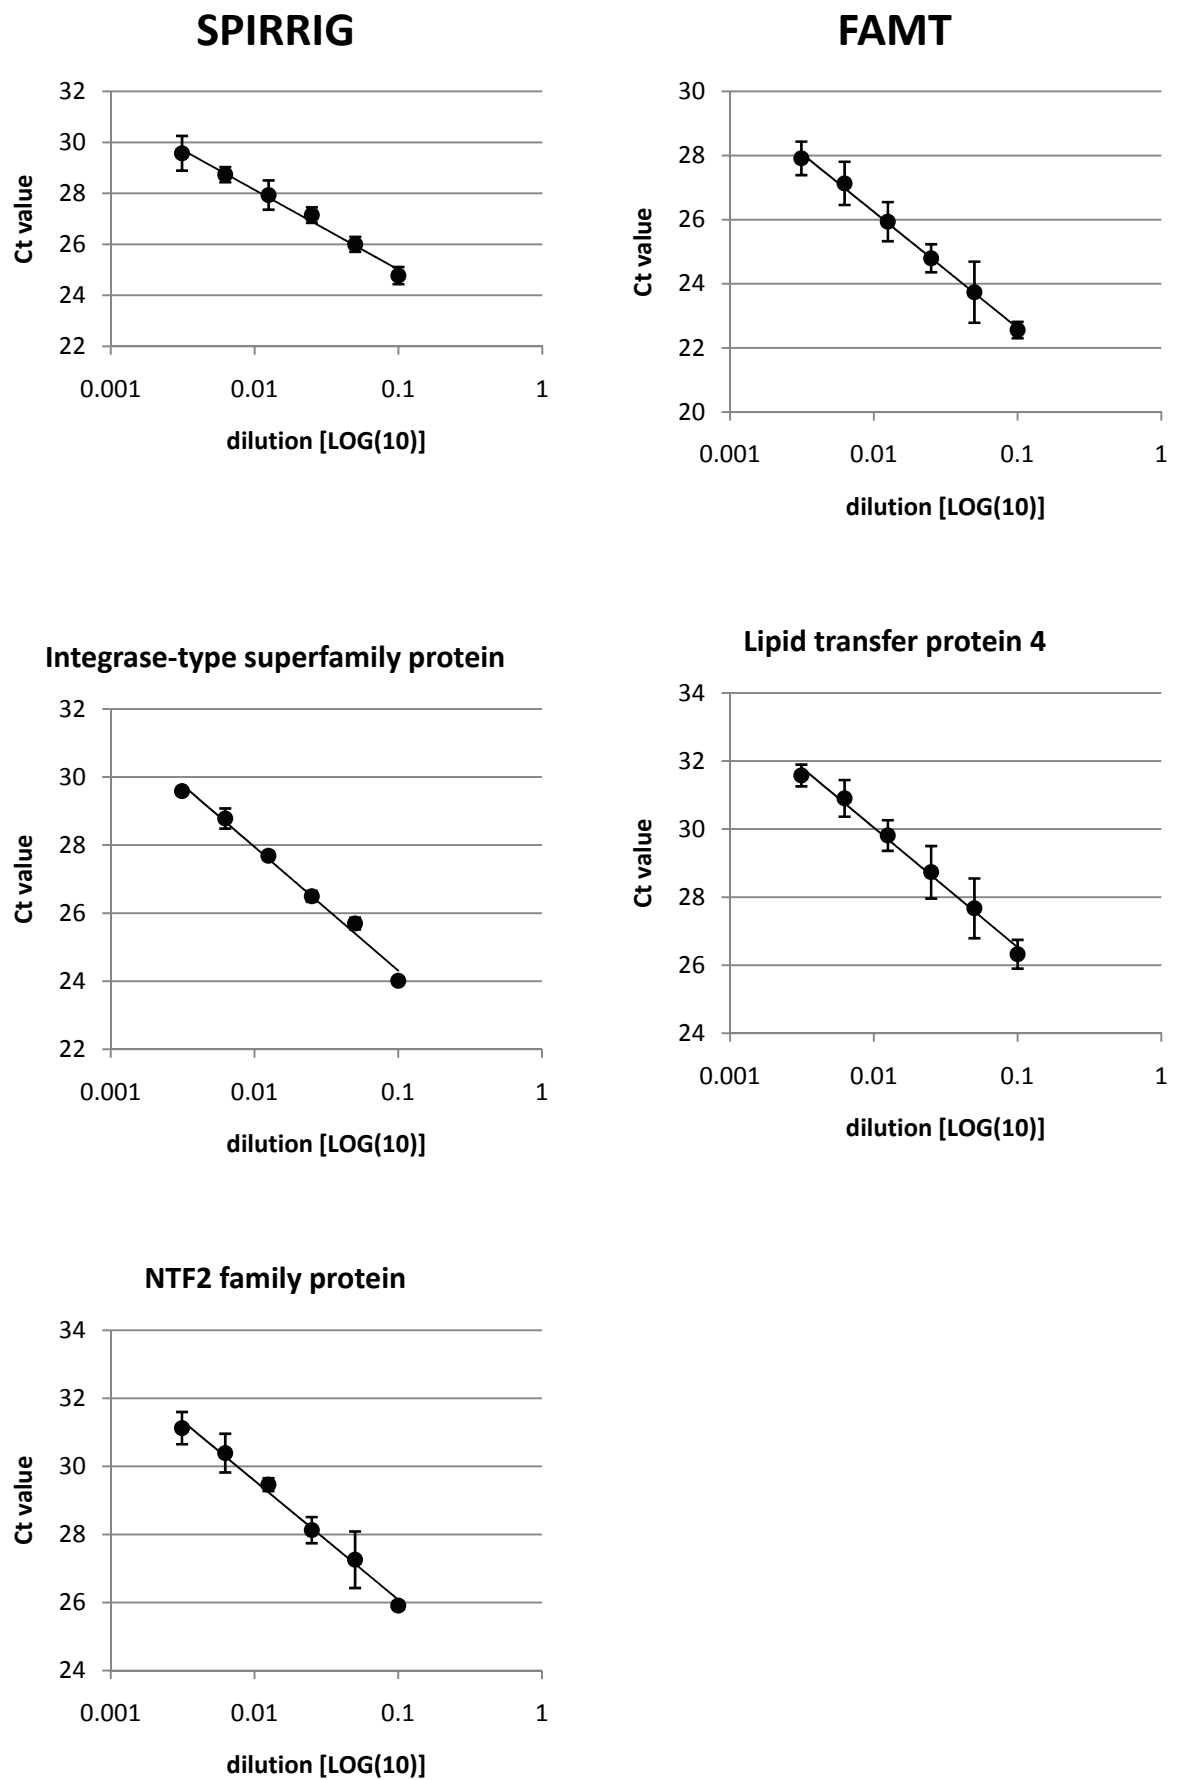 SPIRRIG
32
30
28
26
24
22
Ct value
0.001 0.01 0.1 1
dilution [LOG(10)]
FAMT
30
28
26
24
22
20
Ct value
0.001 0.01 0.1 1
dilution [LOG(10)]
Integrase-type superfamily protein
32
30
28
26
24
22
Ct value
0.001 0.01 0.1 1
dilution [LOG(10)]
Lipid transfer protein 4
34
32
30
28
26
24
Ct value
0.001 0.01 0.1 1
dilution [LOG(10)]
NTF2 family protein
34
32
30
28
26
24
Ct value
0.001 0.01 0.1 1
dilution [LOG(10)]